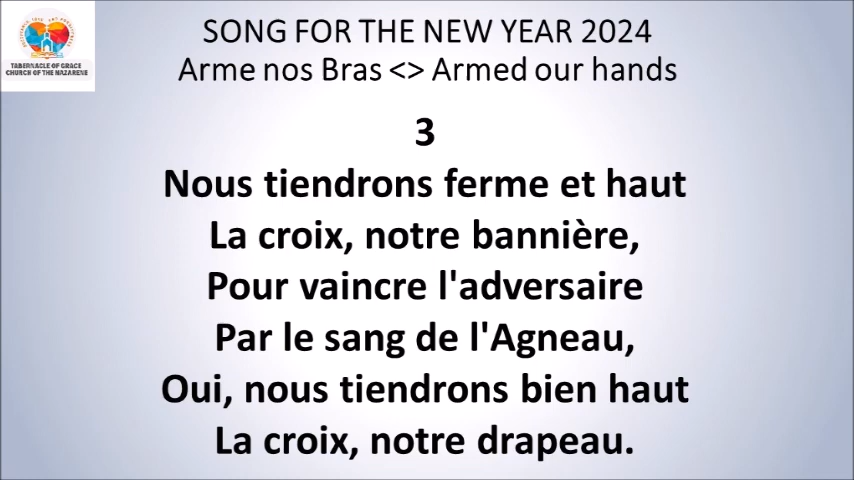 TABERNACLE OF GRACE
CHURCH OF THE NAZARENE
SONG FOR THE NEW YEAR 2024
Arme nos Bras <> Armed our hands
3
Nous tiendrons ferme et haut
La croix, notre bannière,
Pour vaincre l'adversaire
Par le sang de l'Agneau,
Oui, nous tiendrons bien haut
La croix, notre drapeau.